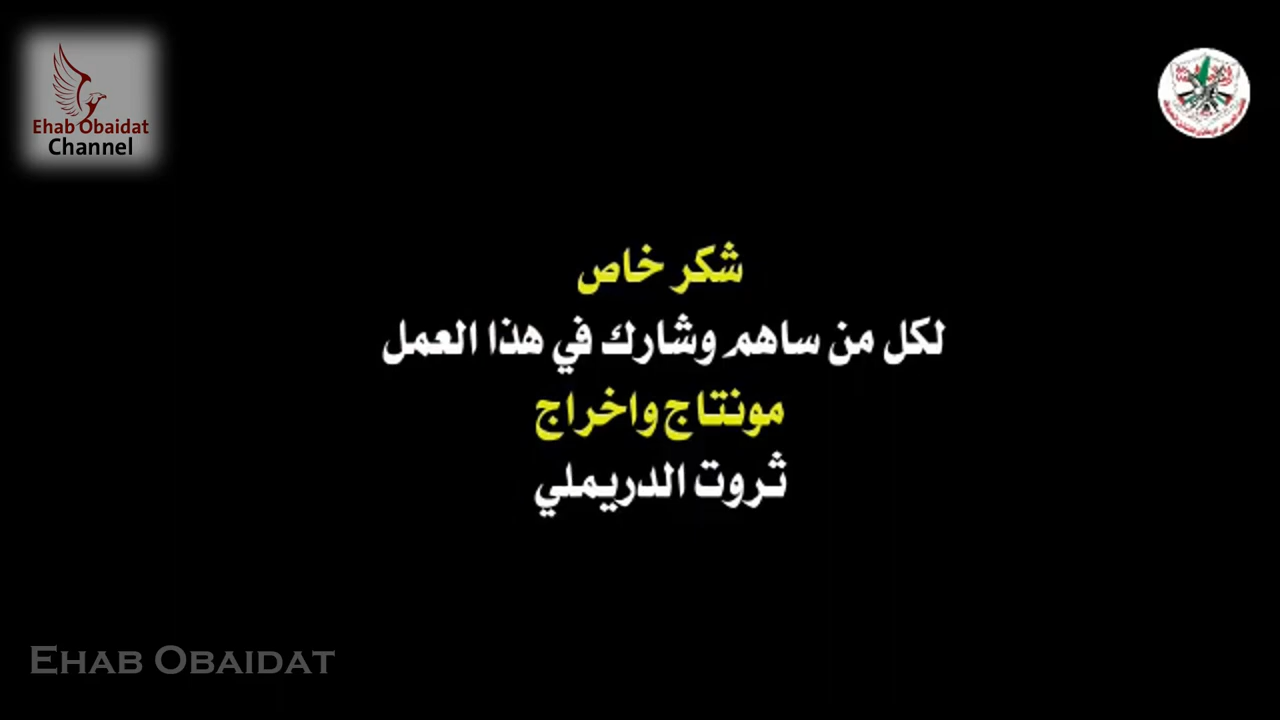 Ehab Obaidat
Channel
شكر خاص
لكل من ساهم وشارك في هذا العمل
مونتاج واخراج
ثروت الدريملي
EHAB OBAIDAT